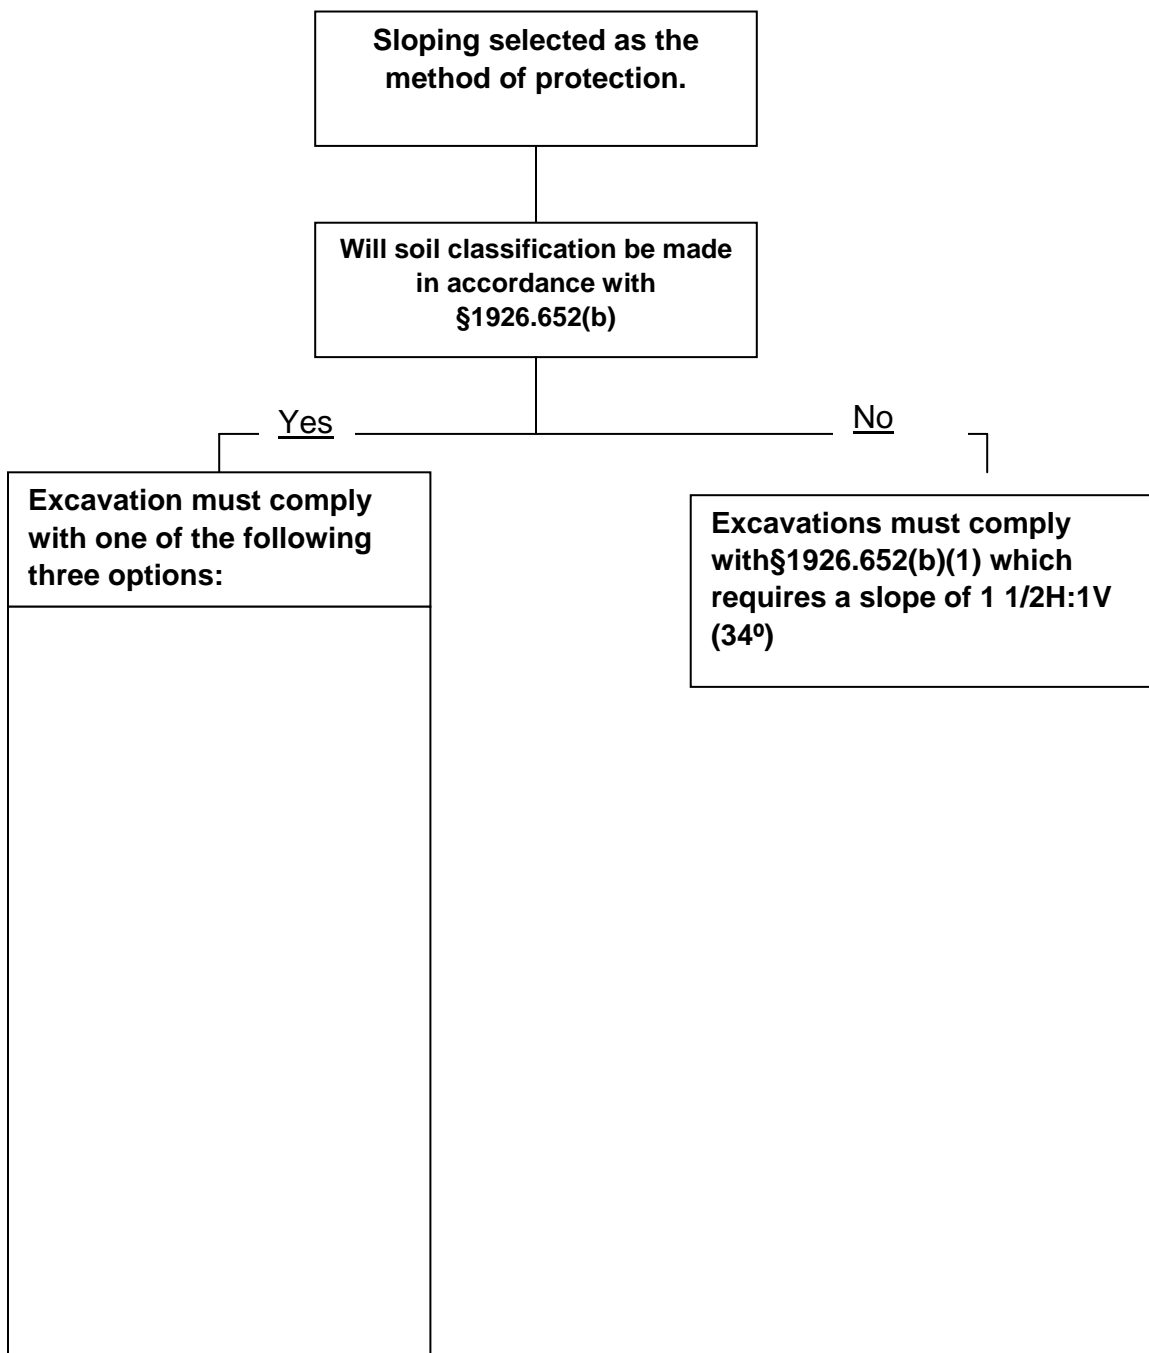 Sloping selected as the
method of protection.
Will soil classification be made
in accordance with
§1926.652(b)
Yes
No
Excavation must comply
with one of the following
three options:
Excavations must comply
with§1926.652(b)(1) which
requires a slope of 1 1/2H:1V
(34º)